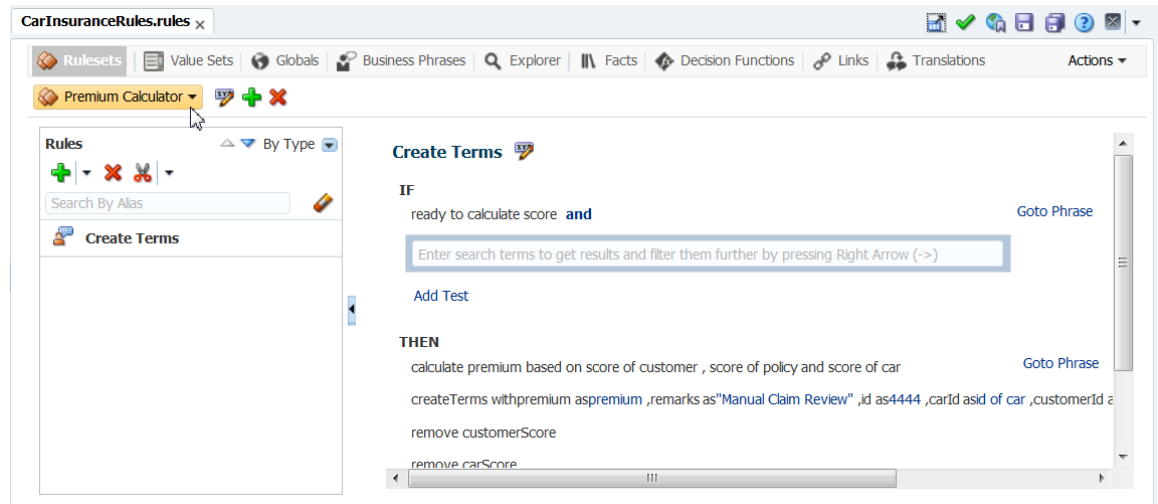 CarInsuranceRules.rules
Rulesets Value Sets Globals Business Phrases Explorer Facts Decision Functions Links Translations Actions
Premium Calculator
Rules By Type
Search By Alias
Create Terms
Create Terms
IF
ready to calculate score and Goto Phrase
Enter search terms to get results and filter them further by pressing Right Arrow (->)
Add Test
THEN
calculate premium based on score of customer , score of policy and score of car Goto Phrase
createTerms withpremium aspremium ,remarks as"Manual Claim Review" ,id as4444 ,carId asid of car ,customerId a
remove customerScore
remove carScore